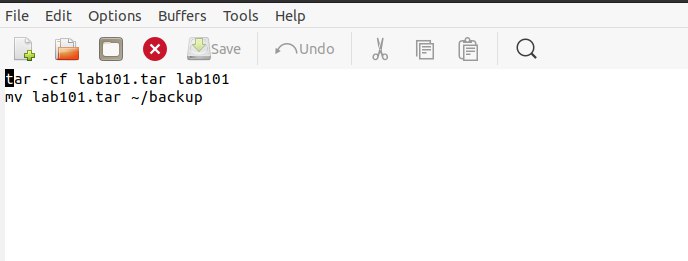 File Edit Options Buffers Tools Help
Save Undo
tar -cf lab101.tar lab101
mv lab101.tar ~/backup